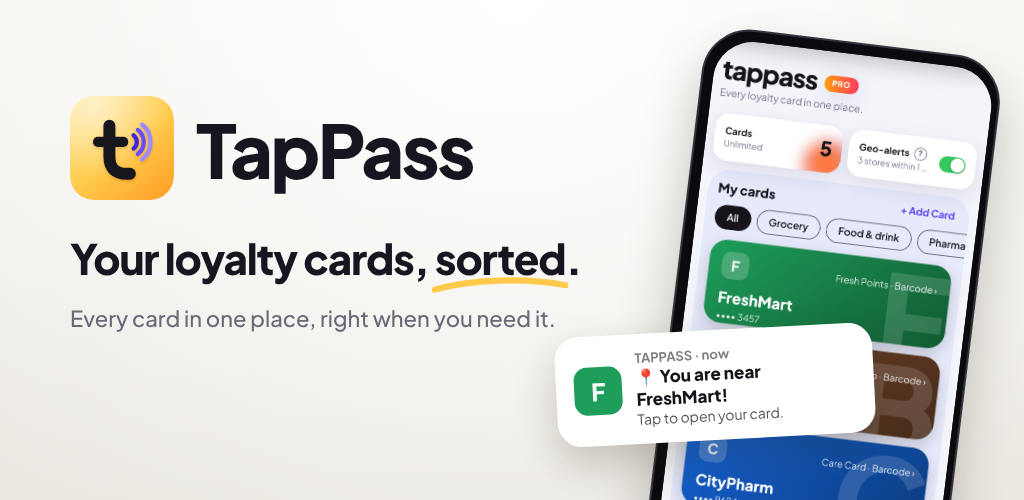 t
TapPass
Your loyalty cards, sorted.
Every card in one place, right when you need it.
tappass PRO
Every loyalty card in one place.
Cards
Unlimited
5
Geo-alerts ?
3 stores within 1 ...
My cards
+ Add Card
All
Grocery
Food & drink
Pharma
F
Fresh Points · Barcode ›
FreshMart
•••• 3457
F
· Barcode ›
B
F
TAPPASS · now
📍 You are near
FreshMart!
Tap to open your card.
C
Care Card · Barcode ›
CityPharm
C